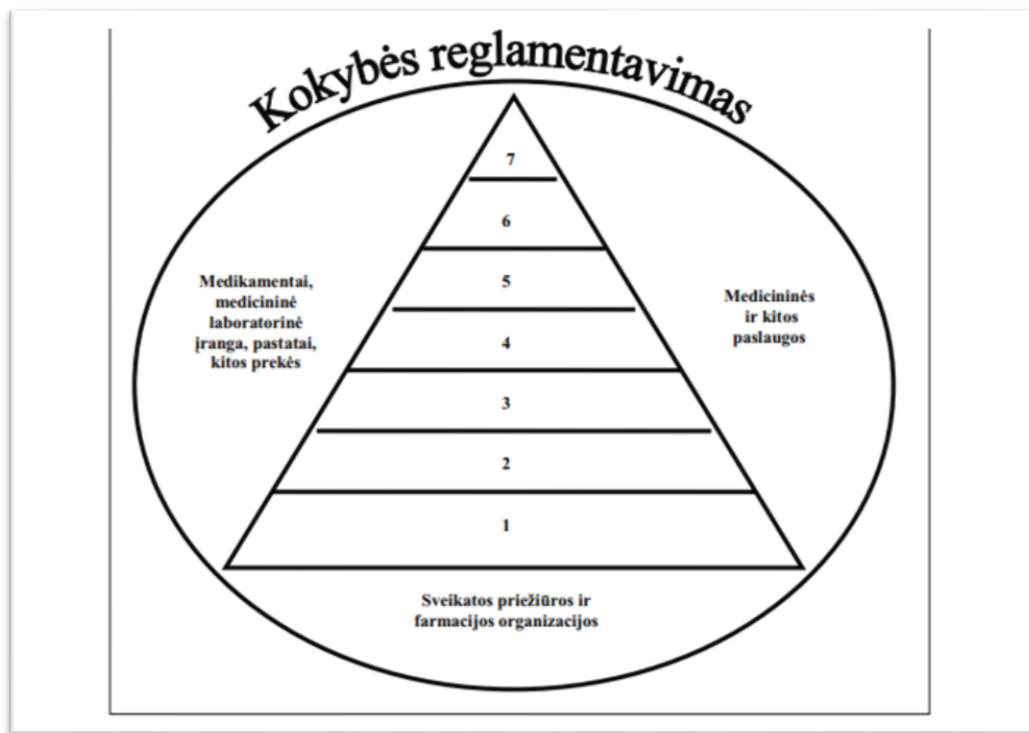 Kokybės reglamentavimas
7
6
5
4
3
2
1
Medikamentai,
medicininė
laboratorinė
įranga, pastatai,
kitos prekės
Medicininės
ir kitos
paslaugos
Sveikatos priežiūros ir
farmacijos organizacijos